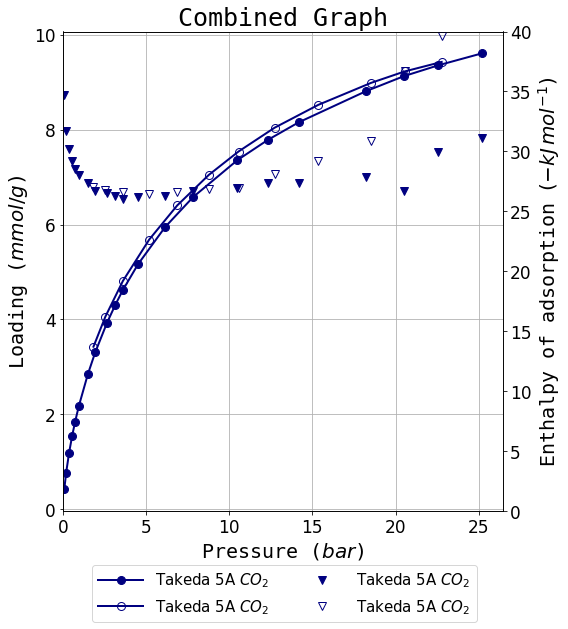 Combined Graph
10
8
6
4
2
0
Loading (mmol/g)
40
35
30
25
20
15
10
5
0
Enthalpy of adsorption (−kJ mol⁻¹)
0 5 10 15 20 25
Pressure (bar)
Takeda 5A CO₂ Takeda 5A CO₂
Takeda 5A CO₂ Takeda 5A CO₂